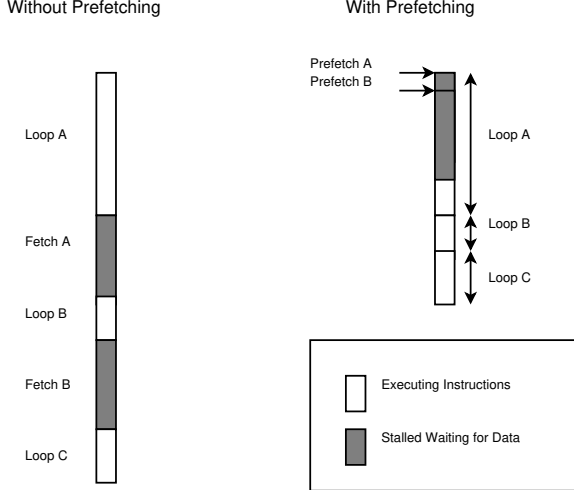 Without Prefetching
With Prefetching
Loop A
Fetch A
Loop B
Fetch B
Loop C
Prefetch A
Prefetch B
Loop A
Loop B
Loop C
Executing Instructions
Stalled Waiting for Data